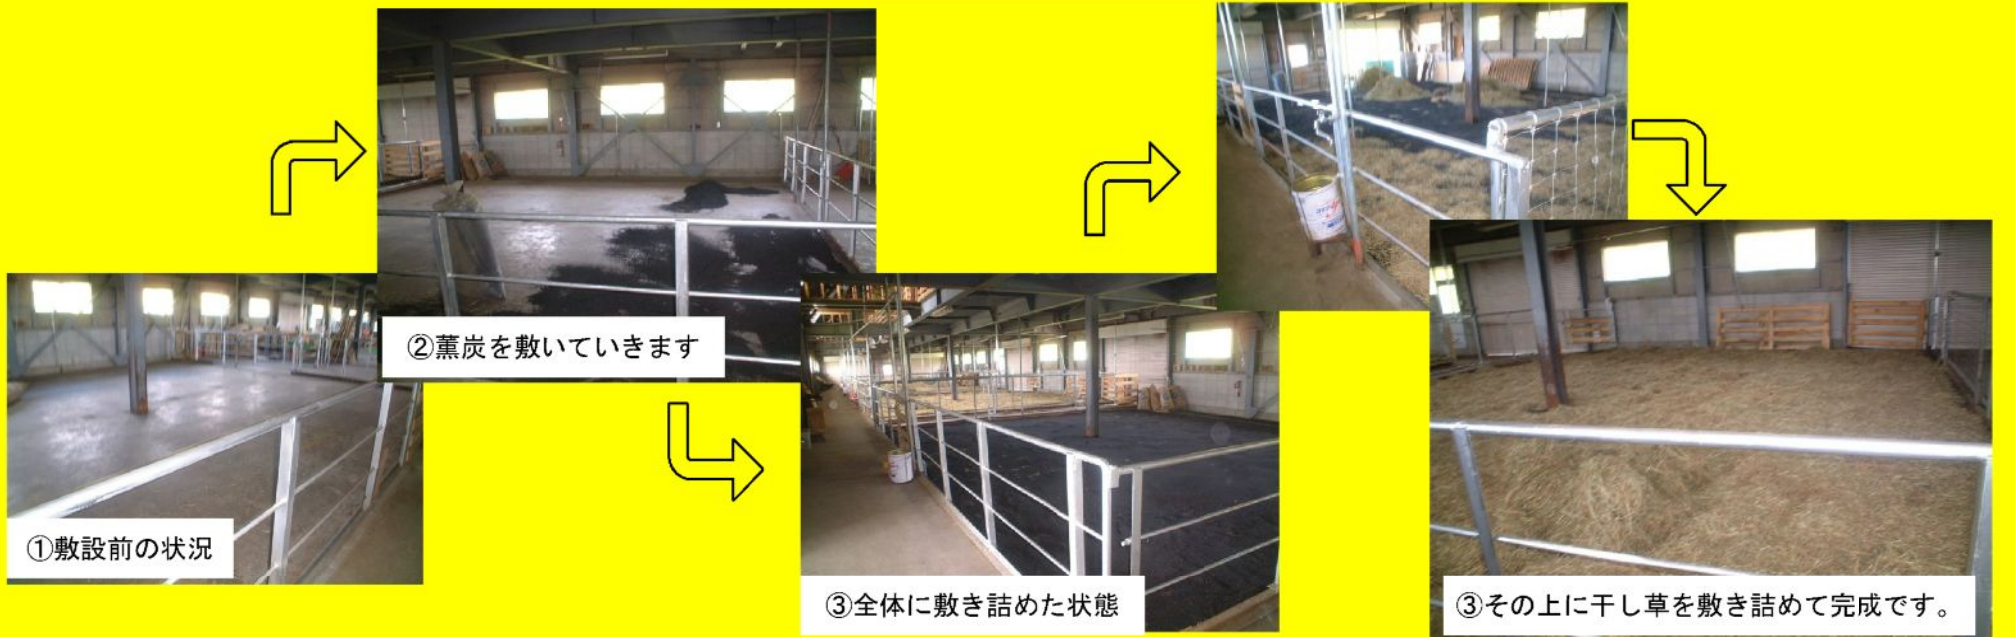 ①敷設前の状況
②薫炭を敷いていきます
③全体に敷き詰めた状態
③その上に干し草を敷き詰めて完成です。